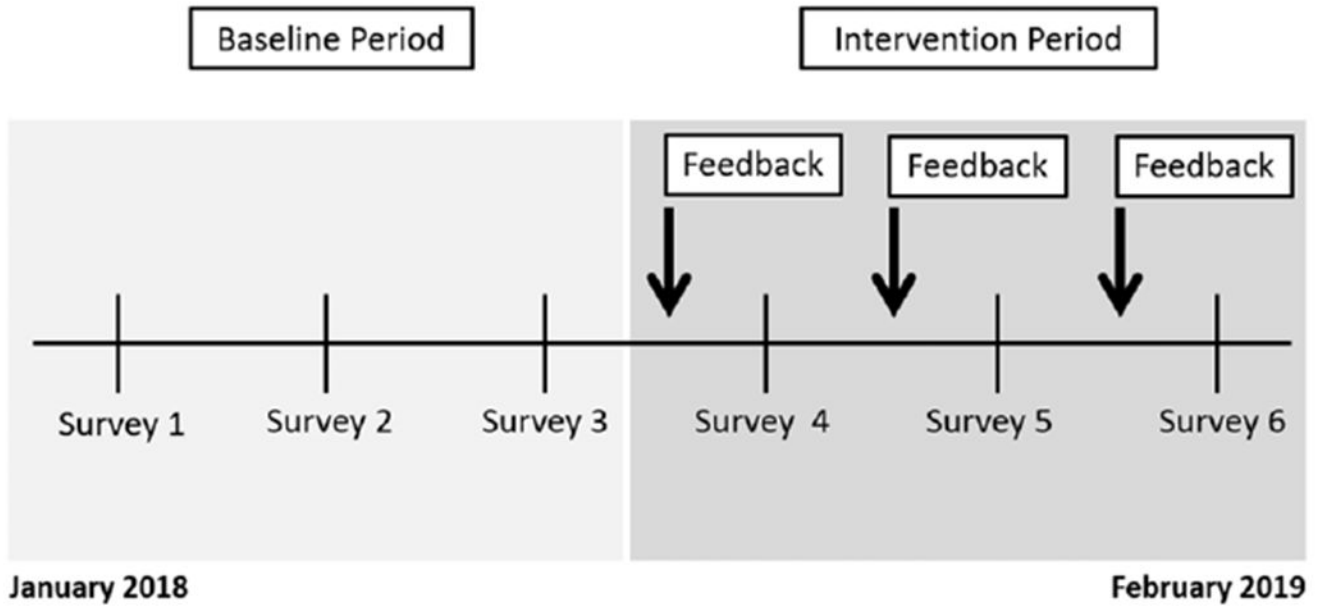 Baseline Period
Intervention Period
Feedback
Feedback
Feedback
Survey 1
Survey 2
Survey 3
Survey 4
Survey 5
Survey 6
January 2018
February 2019